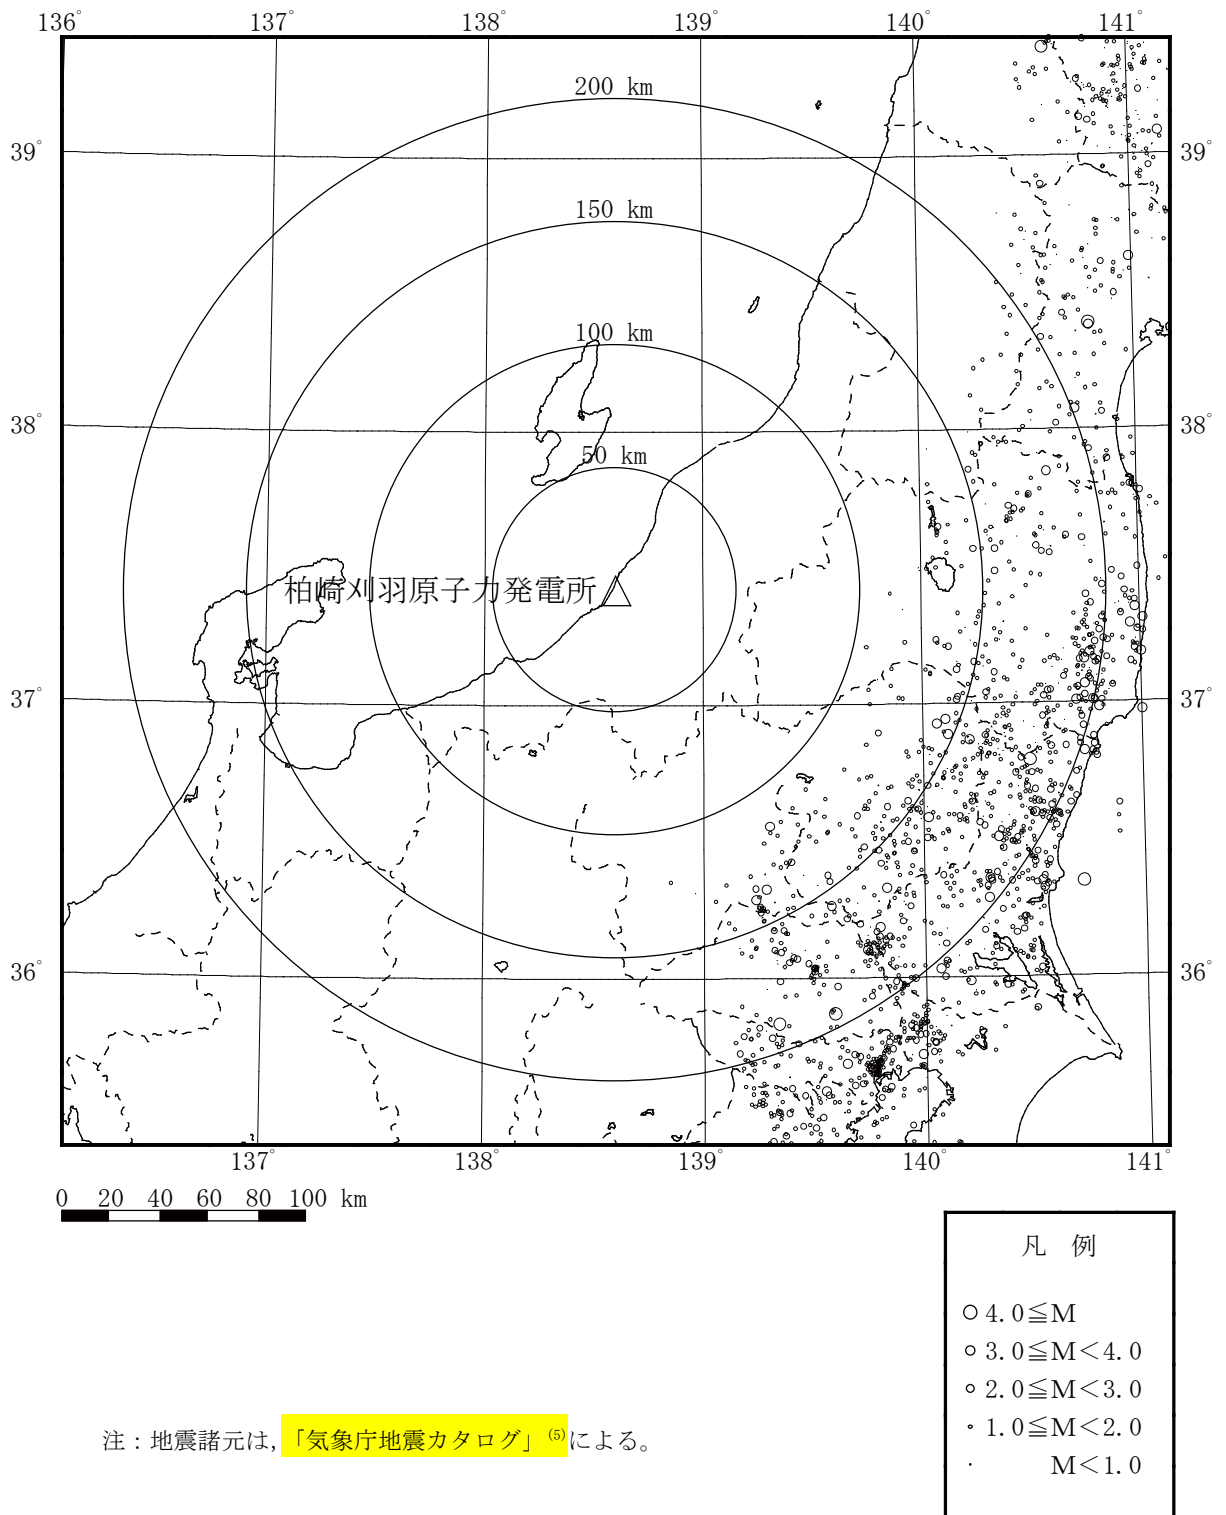 136° 137° 138° 139° 140° 141°
200 km
39° 39°
150 km
100 km
38° 38°
50 km
柏崎刈羽原子力発電所
37° 37°
36° 36°
137° 138° 139° 140° 141°
0 20 40 60 80 100 km
凡 例
4.0≦M
3.0≦M<4.0
2.0≦M<3.0
1.0≦M<2.0
M<1.0
注：地震諸元は,「気象庁地震カタログ」(5)による。